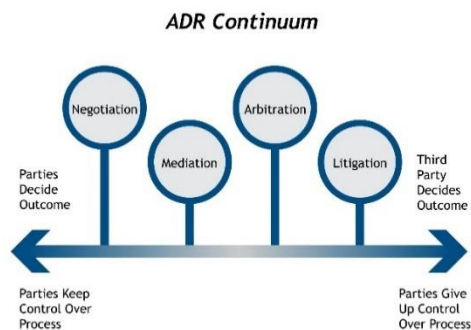 ADR Continuum
Negotiation
Arbitration
Mediation
Litigation
Parties
Decide
Outcome
Third
Party
Decides
Outcome
Parties Keep
Control Over
Process
Parties Give
Up Control
Over Process